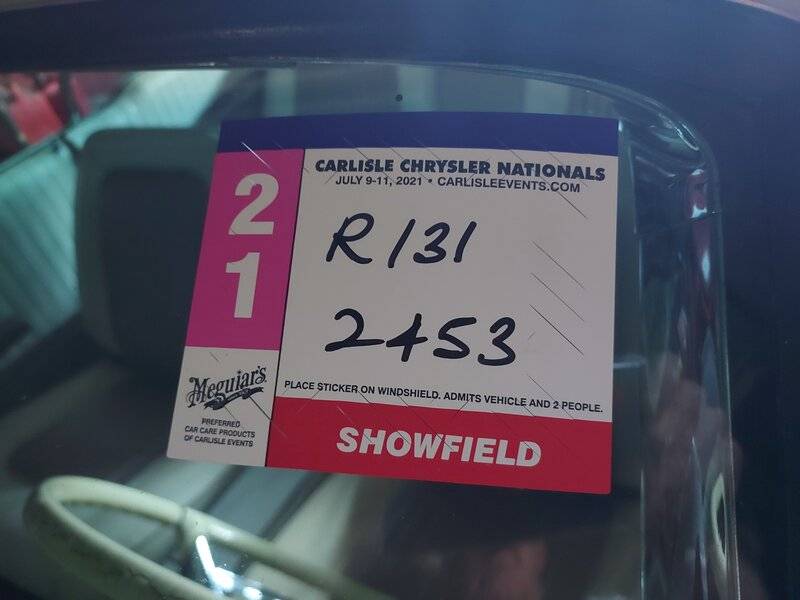 CARLISLE CHRYSLER NATIONALS
JULY 9-11, 2021 • CARLISLEEVENTS.COM
21
R131
2453
PLACE STICKER ON WINDSHIELD. ADMITS VEHICLE AND 2 PEOPLE.
Meguiar's
PREFERRED
CAR CARE PRODUCTS
OF CARLISLE EVENTS
SHOWFIELD